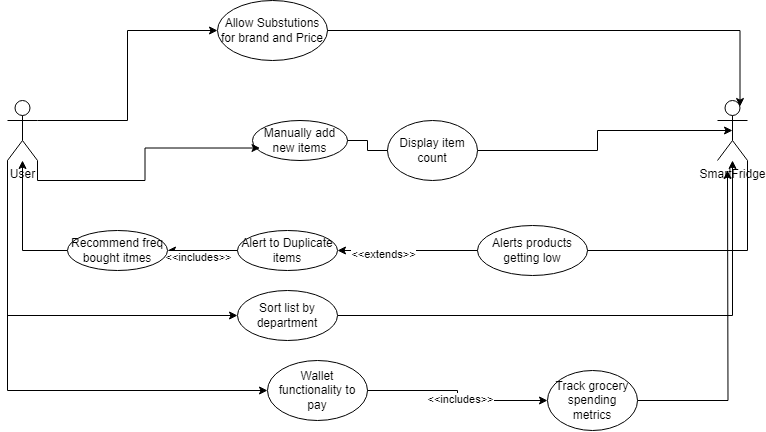 Allow Substutions
for brand and Price
Manually add
new items
Display item
count
User
SmartFridge
Recommend freq
bought itmes
<<includes>>
Alert to Duplicate
items
<<extends>>
Alerts products
getting low
Sort list by
department
Wallet
functionality to
pay
<<includes>>
Track grocery
spending
metrics